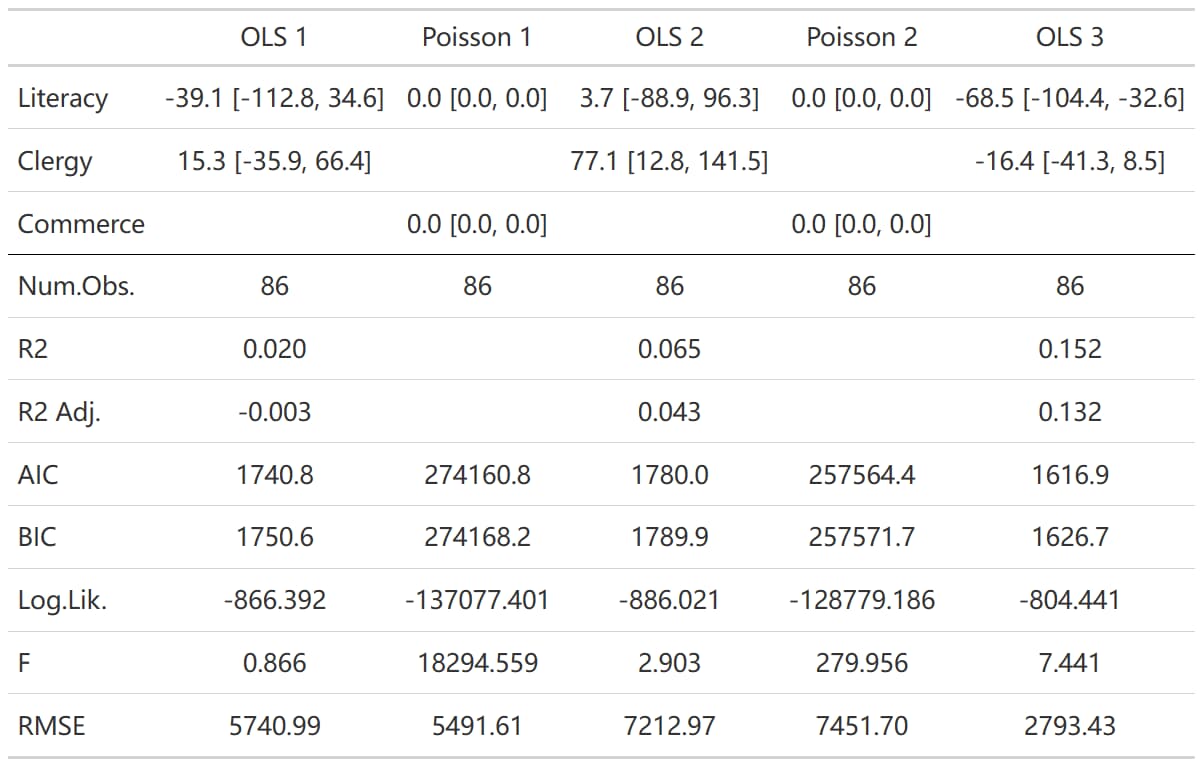 OLS 1 Poisson 1 OLS 2 Poisson 2 OLS 3
Literacy -39.1 [-112.8, 34.6] 0.0 [0.0, 0.0] 3.7 [-88.9, 96.3] 0.0 [0.0, 0.0] -68.5 [-104.4, -32.6]
Clergy 15.3 [-35.9, 66.4] 77.1 [12.8, 141.5] -16.4 [-41.3, 8.5]
Commerce 0.0 [0.0, 0.0] 0.0 [0.0, 0.0]
Num.Obs. 86 86 86 86 86
R2 0.020 0.065 0.152
R2 Adj. -0.003 0.043 0.132
AIC 1740.8 274160.8 1780.0 257564.4 1616.9
BIC 1750.6 274168.2 1789.9 257571.7 1626.7
Log.Lik. -866.392 -137077.401 -886.021 -128779.186 -804.441
F 0.866 18294.559 2.903 279.956 7.441
RMSE 5740.99 5491.61 7212.97 7451.70 2793.43